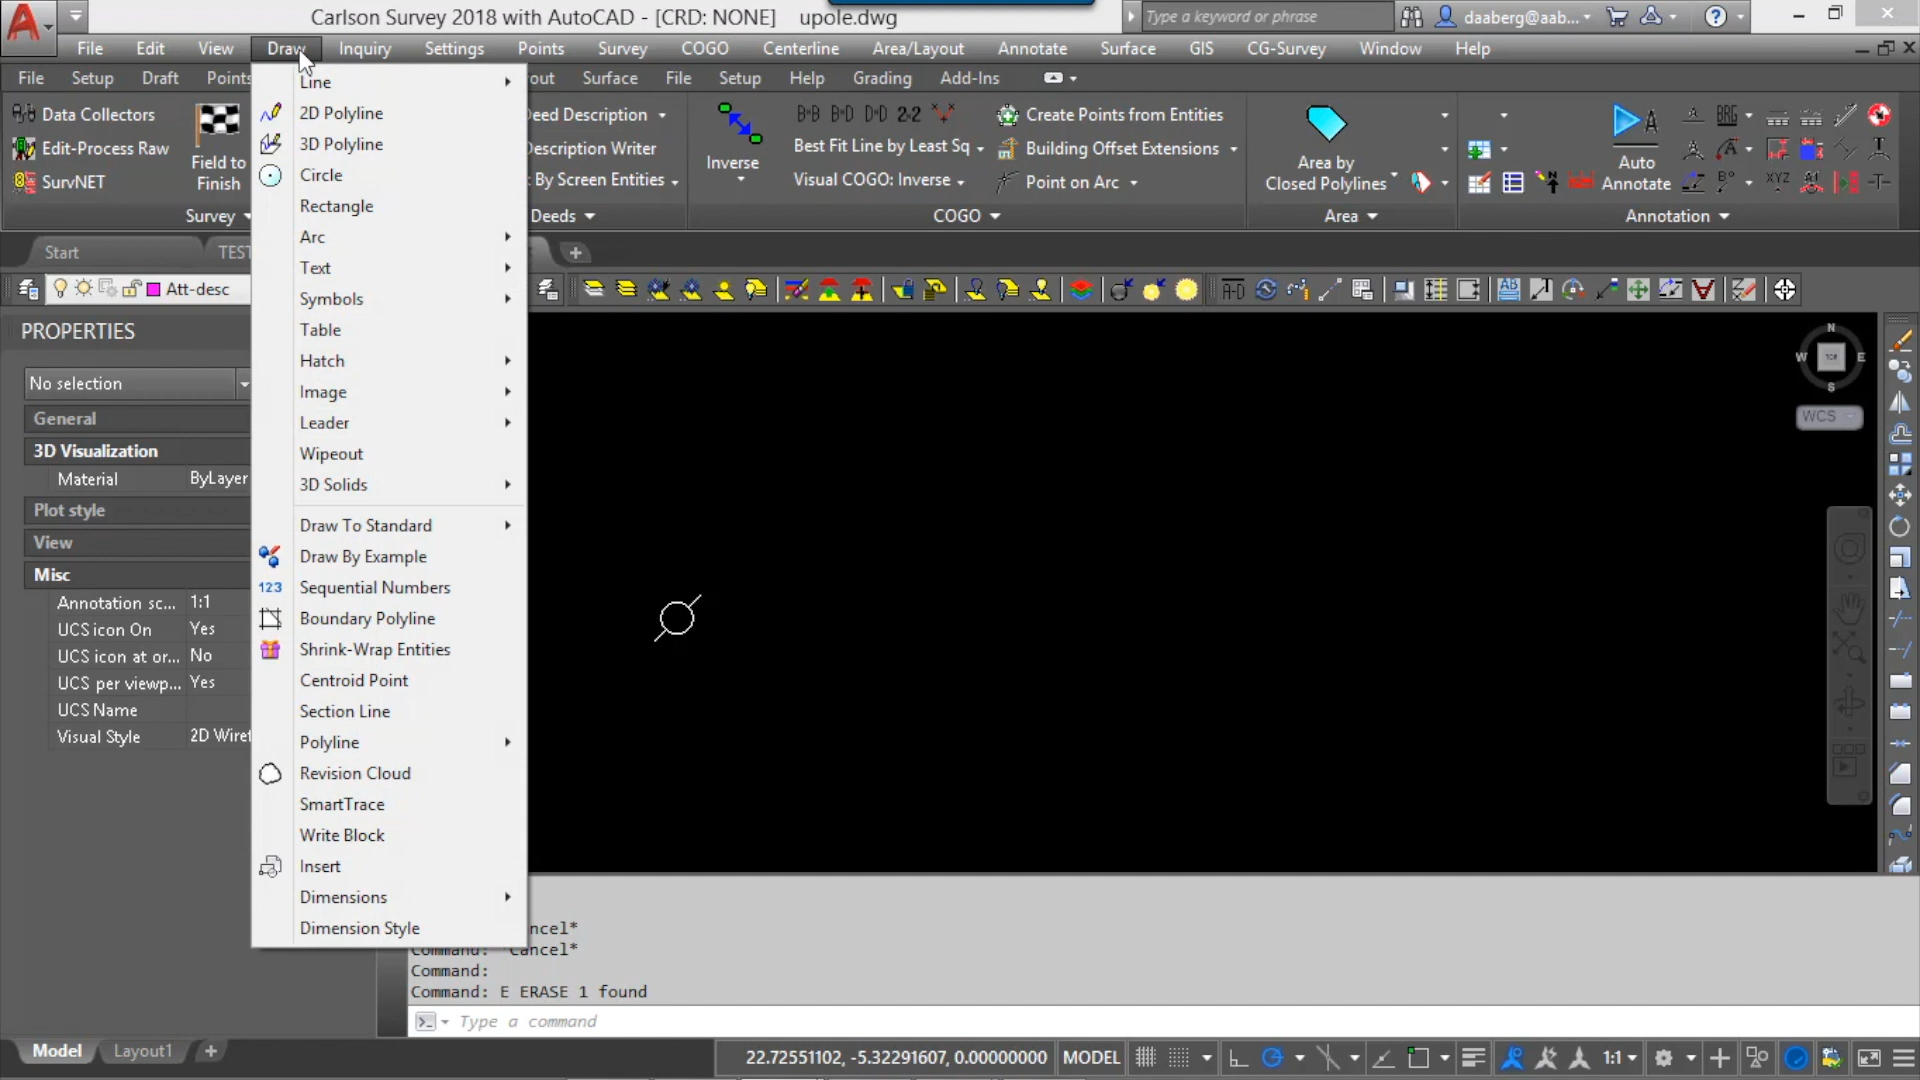 Carlson Survey 2018 with AutoCAD - [CRD: NONE] upole.dwg
Type a keyword or phrase
daaberg@aab...
File Edit View Draw Inquiry Settings Points Survey COGO Centerline Area/Layout Annotate Surface GIS CG-Survey Window Help
File Setup Draft Points out Surface File Setup Help Grading Add-Ins
Data Collectors
Edit-Process Raw
SurvNET
Field to
Finish
Survey
eed Description
Description Writer
By Screen Entities
Deeds
Inverse
B+B B+D D+D 2-2
Best Fit Line by Least Sq
Visual COGO: Inverse
Create Points from Entities
Building Offset Extensions
Point on Arc
COGO
Area by
Closed Polylines
Area
Auto
Annotate
BRG
XYZ
Annotation
Start
TEST
Att-desc
PROPERTIES
No selection
General
3D Visualization
Material ByLayer
Plot style
View
Misc
Annotation sc... 1:1
UCS icon On Yes
UCS icon at or... No
UCS per viewp... Yes
UCS Name
Visual Style 2D Wiref
Line
2D Polyline
3D Polyline
Circle
Rectangle
Arc
Text
Symbols
Table
Hatch
Image
Leader
Wipeout
3D Solids
Draw To Standard
Draw By Example
123 Sequential Numbers
Boundary Polyline
Shrink-Wrap Entities
Centroid Point
Section Line
Polyline
Revision Cloud
SmartTrace
Write Block
Insert
Dimensions
Dimension Style
N
W TOP E
S
WCS
ncel*
Command: *Cancel*
Command:
Command: E ERASE 1 found
Type a command
Model Layout1
22.72551102, -5.32291607, 0.00000000 MODEL 1:1